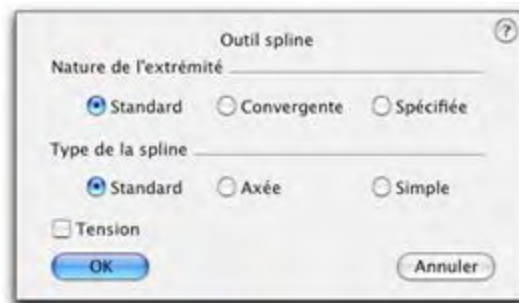 Outil spline
?
Nature de l'extrémité
Standard Convergente Spécifiée
Type de la spline
Standard Axée Simple
Tension
OK Annuler